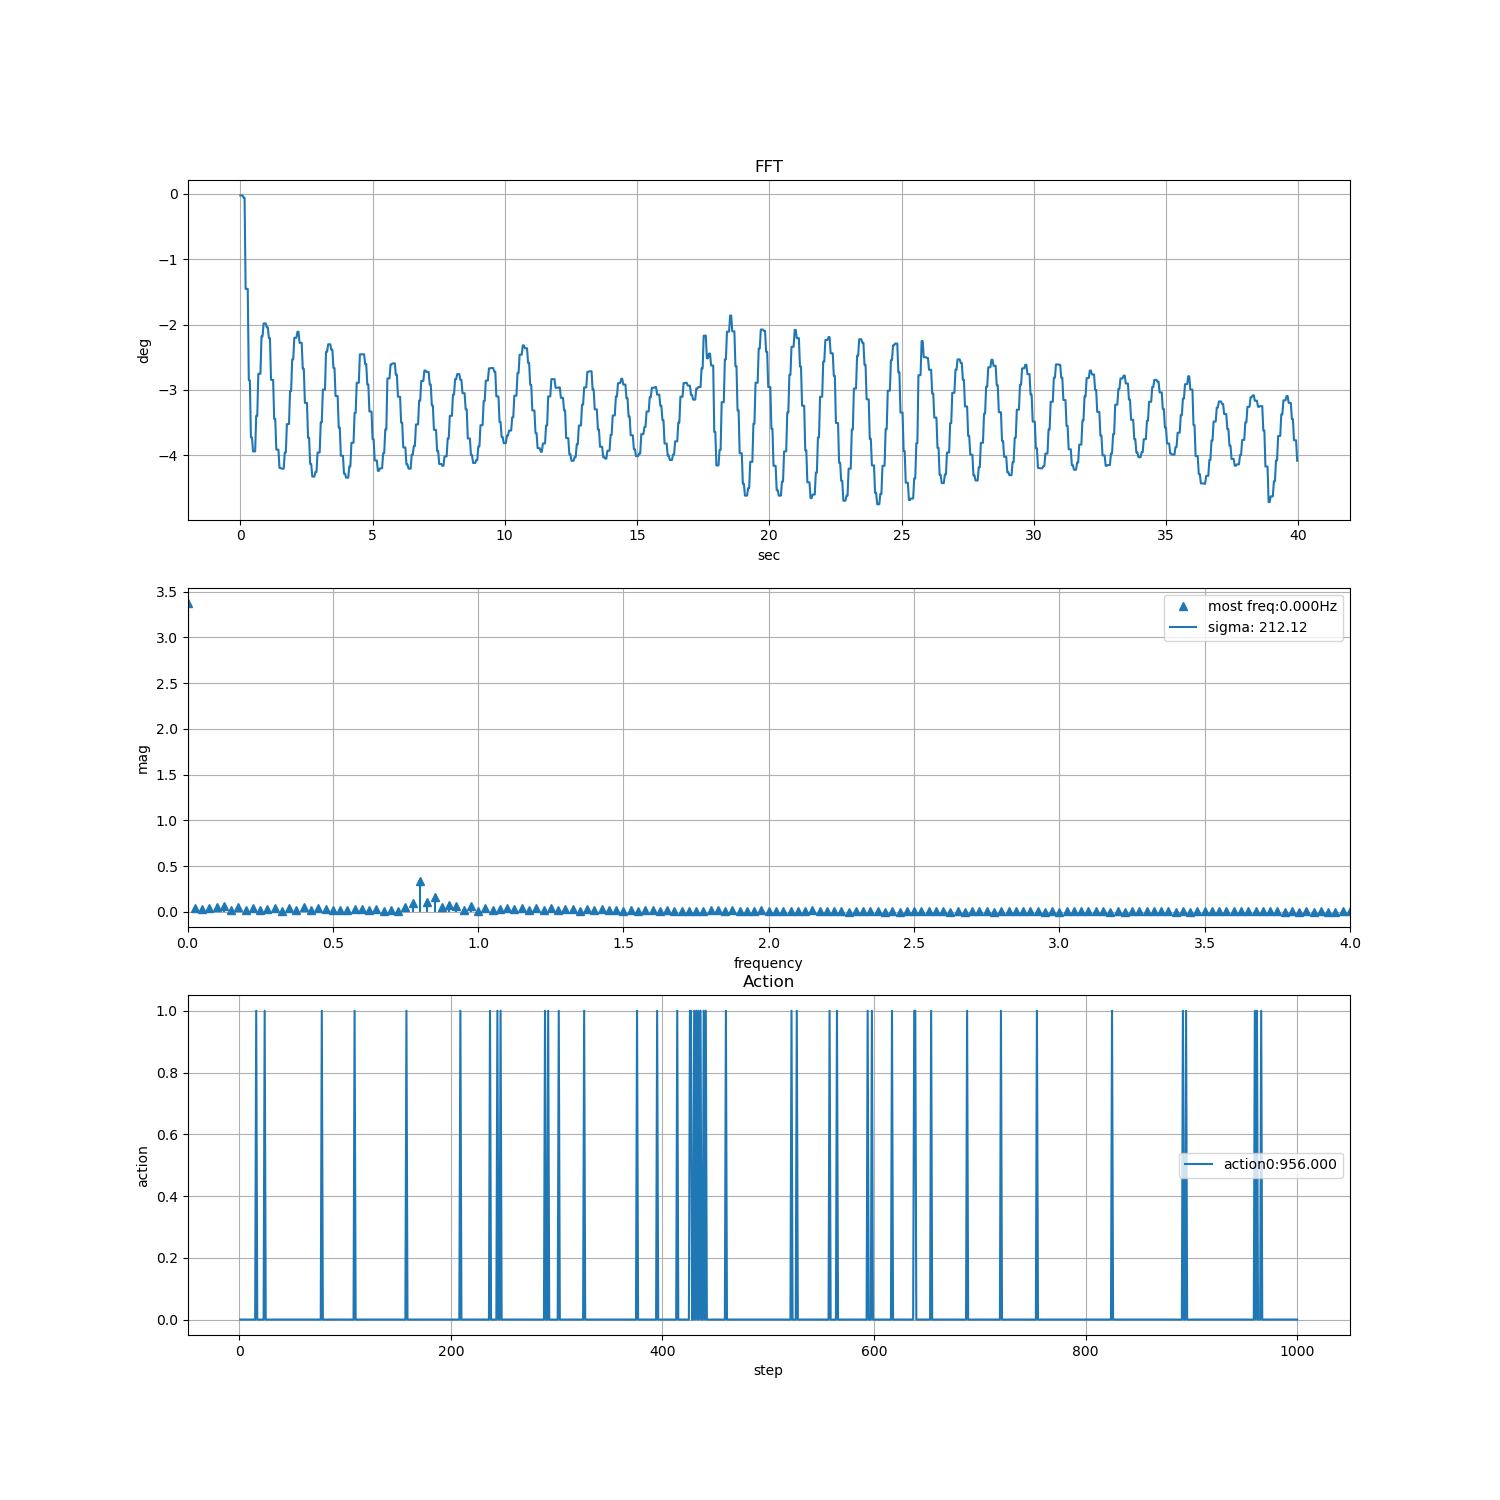 FFT
0
−1
−2
−3
−4
deg
0 5 10 15 20 25 30 35 40
sec
3.5
3.0
2.5
2.0
1.5
1.0
0.5
0.0
mag
most freq:0.000Hz
sigma: 212.12
0.0 0.5 1.0 1.5 2.0 2.5 3.0 3.5 4.0
frequency
Action
1.0
0.8
0.6
0.4
0.2
0.0
action
action0:956.000
0 200 400 600 800 1000
step